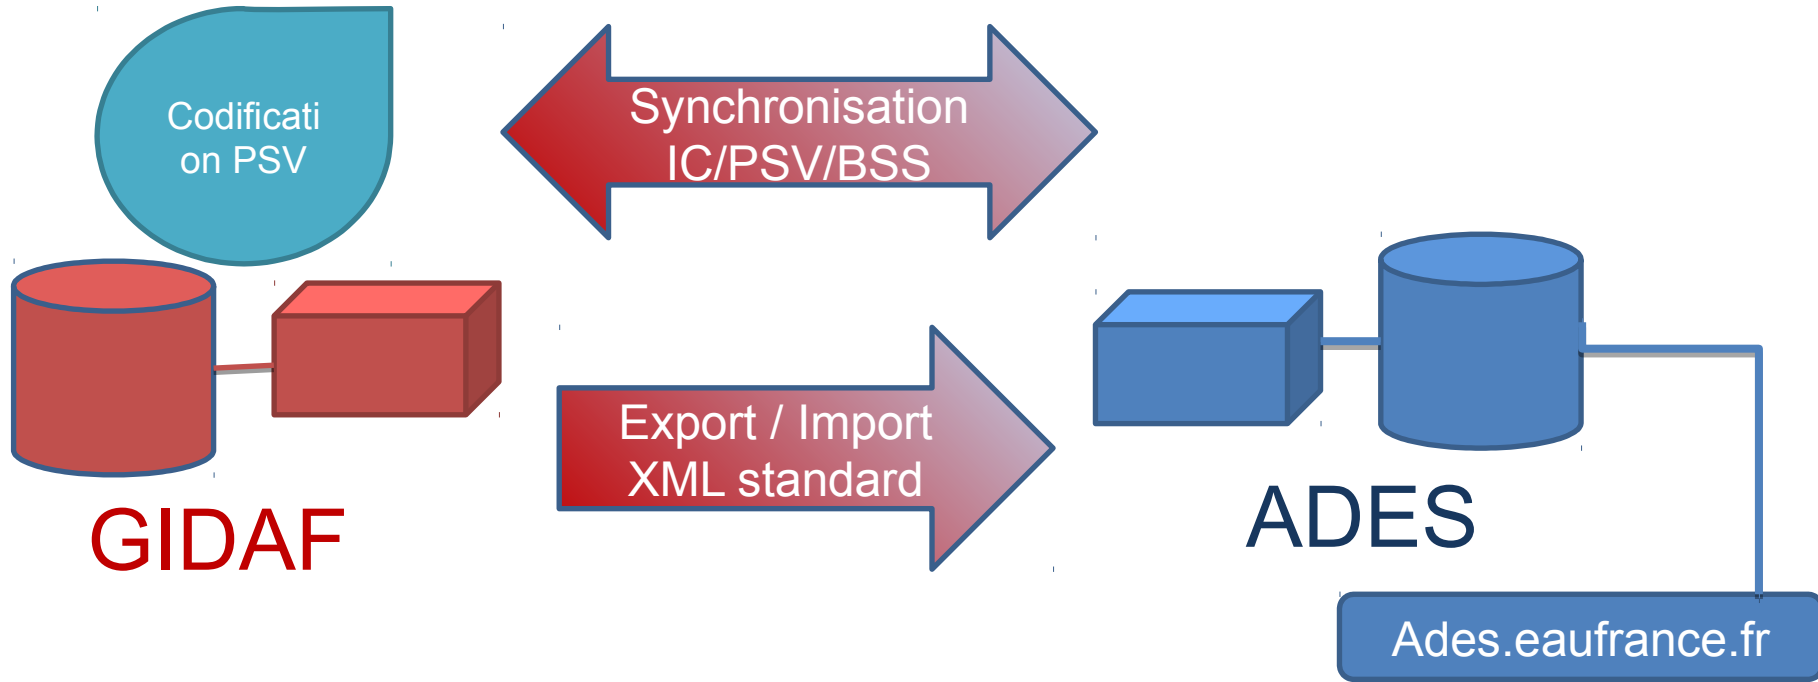 Codificati
on PSV
Synchronisation
IC/PSV/BSS
Export / Import
XML standard
GIDAF
ADES
Ades.eaufrance.fr